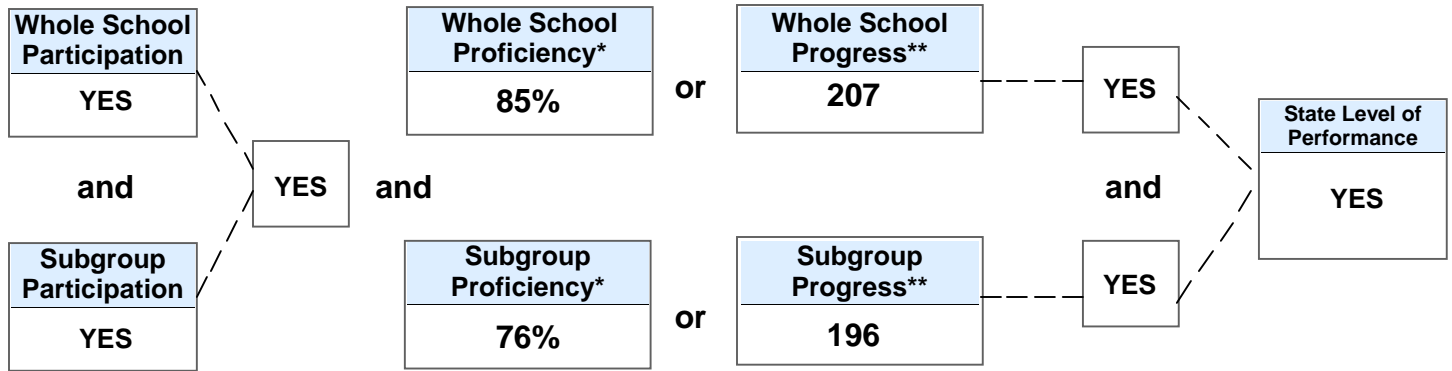 Whole School
Participation
YES
and
Subgroup
Participation
YES
YES
and
Whole School
Proficiency*
85%
or
Whole School
Progress**
207
YES
Subgroup
Proficiency*
76%
or
Subgroup
Progress**
196
YES
and
State Level of
Performance
YES